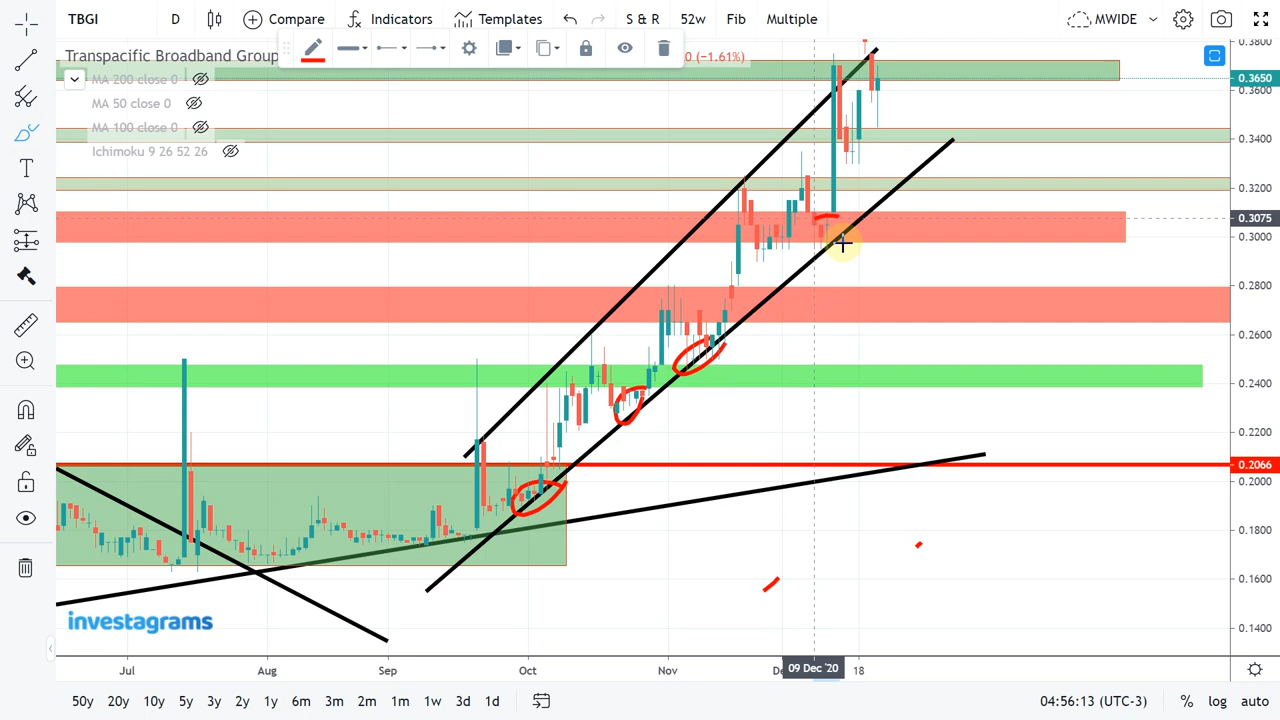 TBGI D Compare Indicators Templates S & R 52w Fib Multiple MWIDE
Transpacific Broadband Group 0 (−1.61%)
MA 200 close 0
MA 50 close 0
MA 100 close 0
Ichimoku 9 26 52 26
0.3800
0.3650
0.3600
0.3400
0.3200
0.3075
0.3000
0.2800
0.2600
0.2400
0.2200
0.2066
0.2000
0.1800
0.1600
0.1400
investagrams
Jul Aug Sep Oct Nov De 09 Dec '20 18
50y 20y 10y 5y 3y 2y 1y 6m 3m 2m 1m 1w 3d 1d 04:56:13 (UTC-3) % log auto